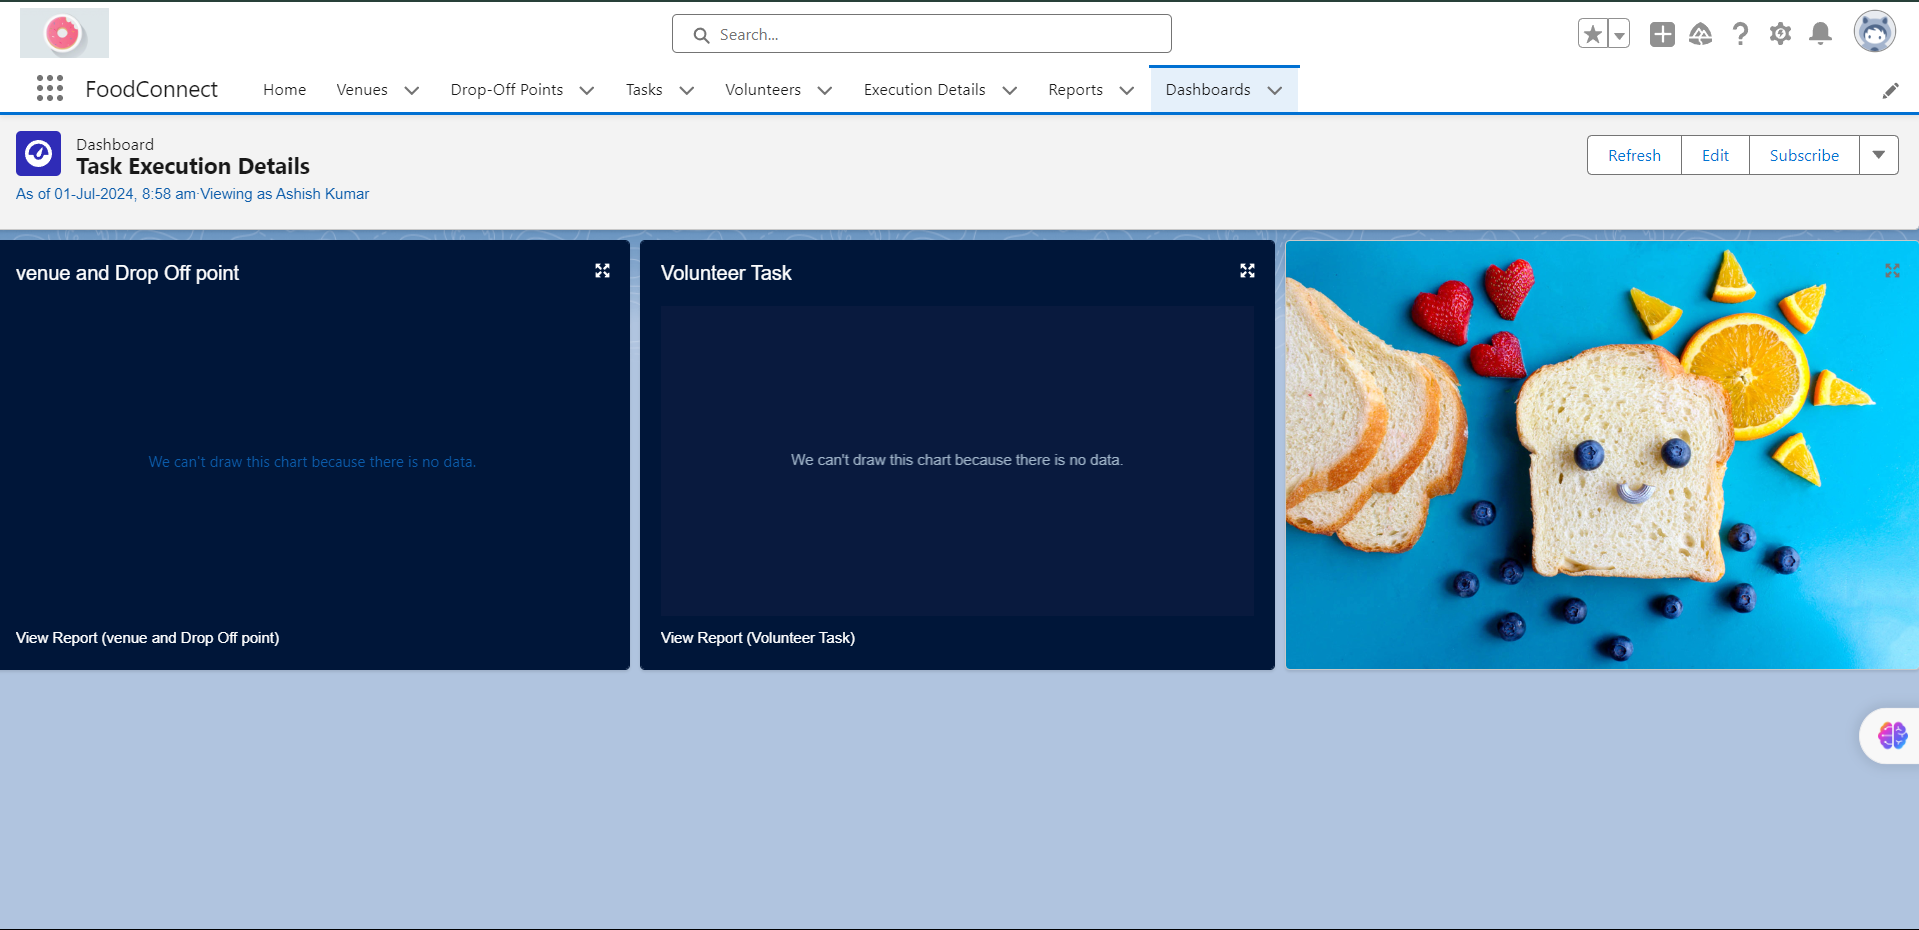 Search...
FoodConnect
Home
Venues
Drop-Off Points
Tasks
Volunteers
Execution Details
Reports
Dashboards
Dashboard
Task Execution Details
As of 01-Jul-2024, 8:58 am·Viewing as Ashish Kumar
Refresh
Edit
Subscribe
venue and Drop Off point
We can't draw this chart because there is no data.
View Report (venue and Drop Off point)
Volunteer Task
We can't draw this chart because there is no data.
View Report (Volunteer Task)